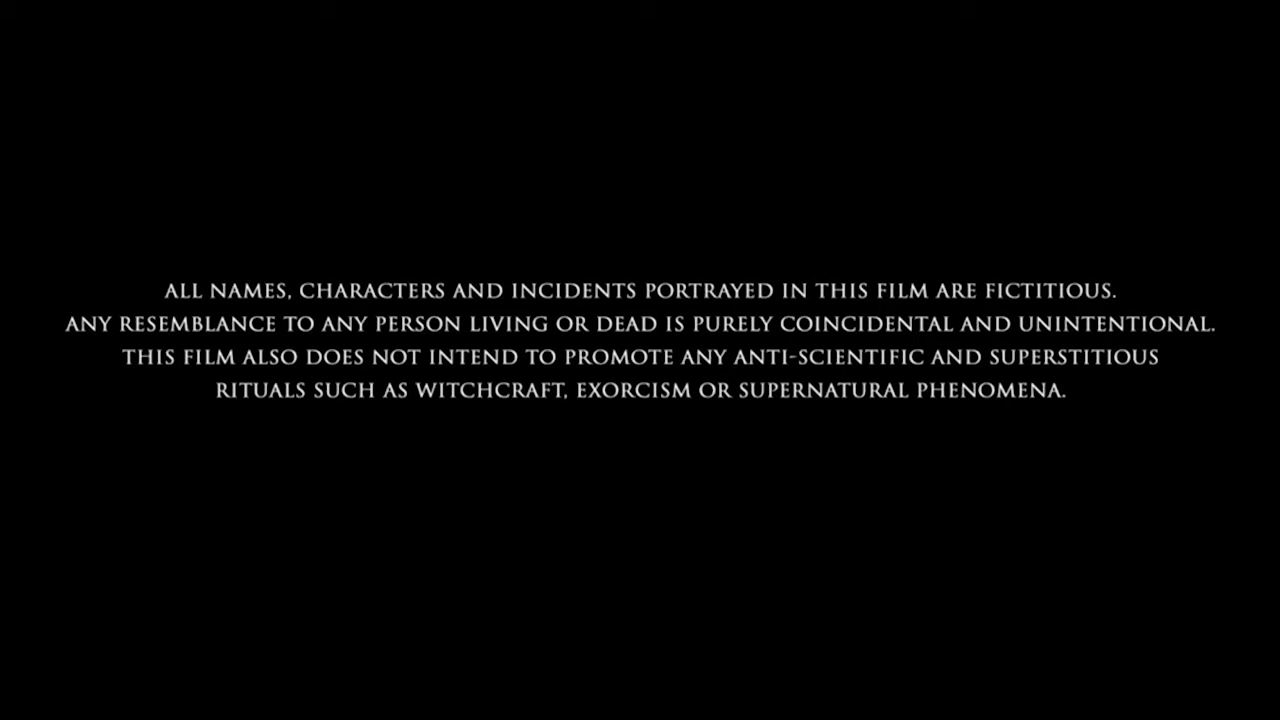 ALL NAMES, CHARACTERS AND INCIDENTS PORTRAYED IN THIS FILM ARE FICTITIOUS.
ANY RESEMBLANCE TO ANY PERSON LIVING OR DEAD IS PURELY COINCIDENTAL AND UNINTENTIONAL.
THIS FILM ALSO DOES NOT INTEND TO PROMOTE ANY ANTI-SCIENTIFIC AND SUPERSTITIOUS
RITUALS SUCH AS WITCHCRAFT, EXORCISM OR SUPERNATURAL PHENOMENA.